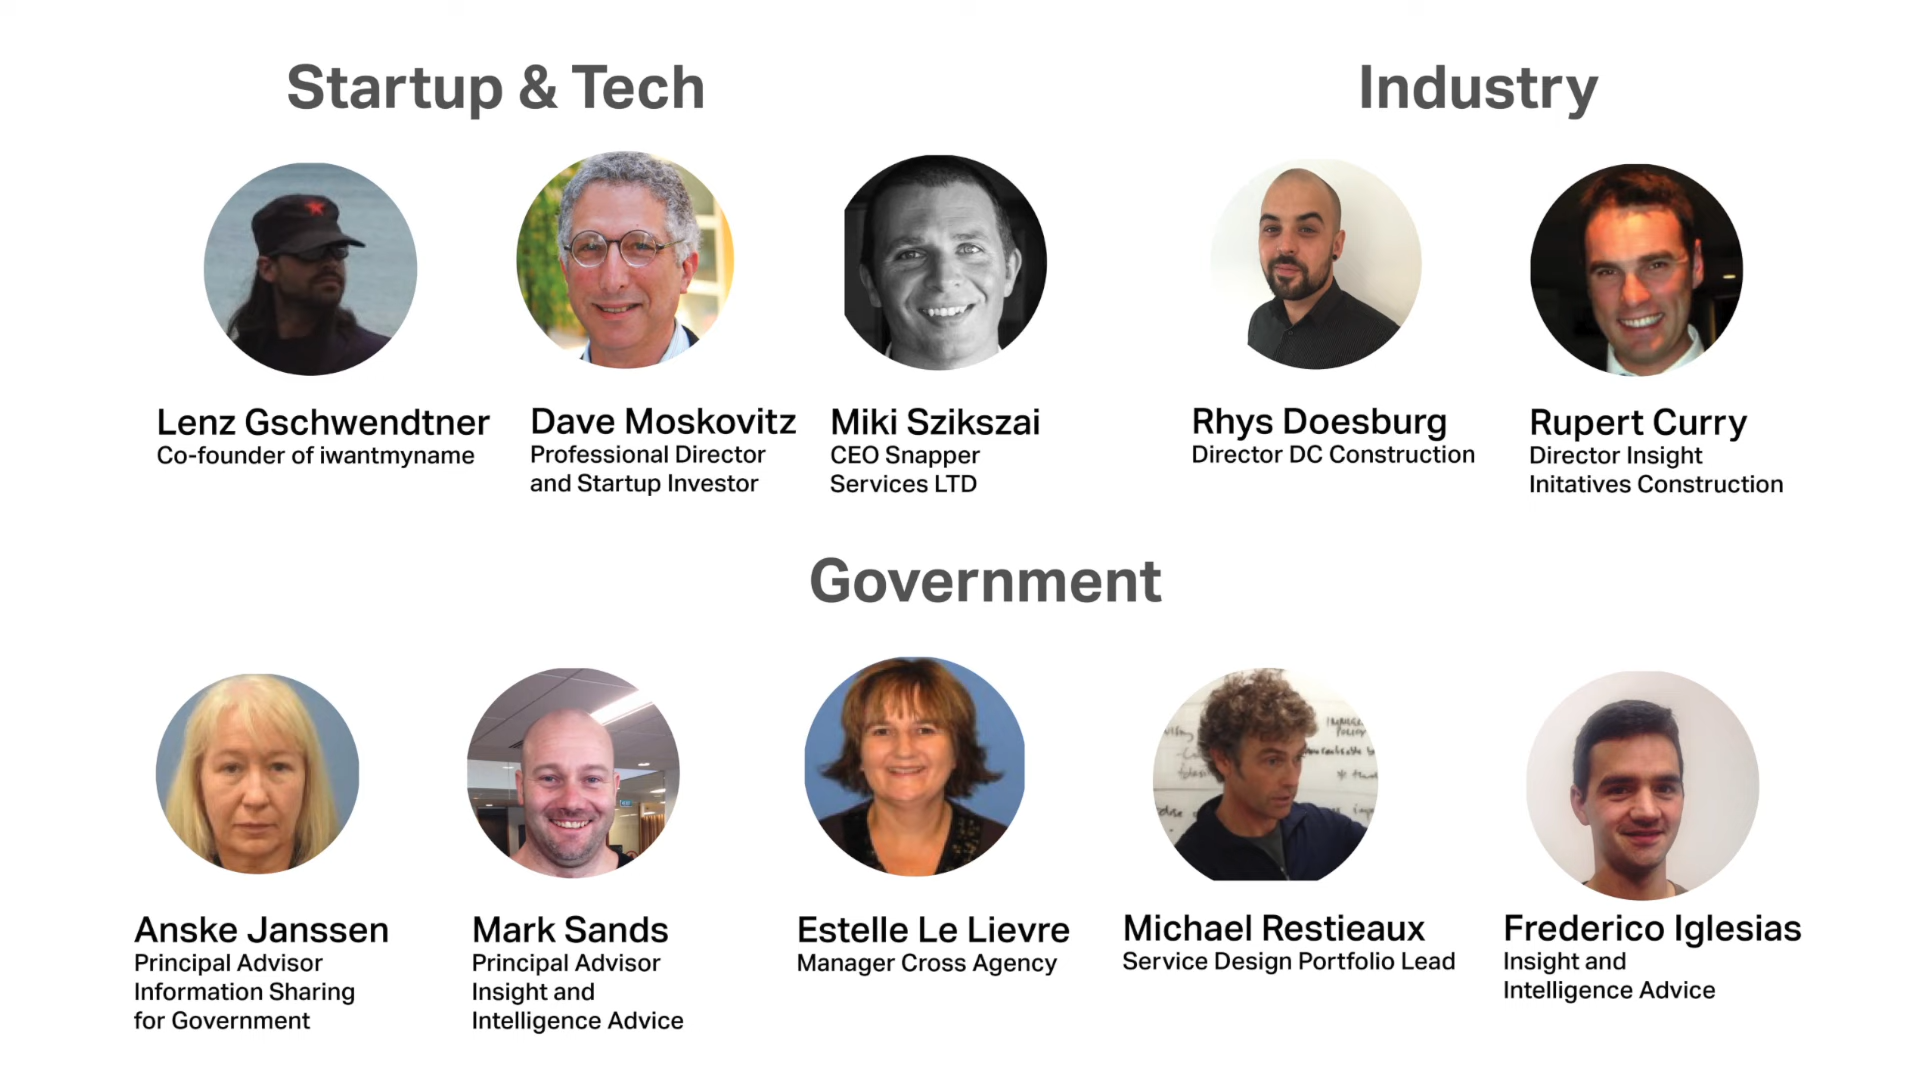 Startup & Tech
Industry
Lenz Gschwendtner
Co-founder of iwantmyname
Dave Moskovitz
Professional Director
and Startup Investor
Miki Szikszai
CEO Snapper
Services LTD
Rhys Doesburg
Director DC Construction
Rupert Curry
Director Insight
Initatives Construction
Government
Anske Janssen
Principal Advisor
Information Sharing
for Government
Mark Sands
Principal Advisor
Insight and
Intelligence Advice
Estelle Le Lievre
Manager Cross Agency
Michael Restieaux
Service Design Portfolio Lead
Frederico Iglesias
Insight and
Intelligence Advice